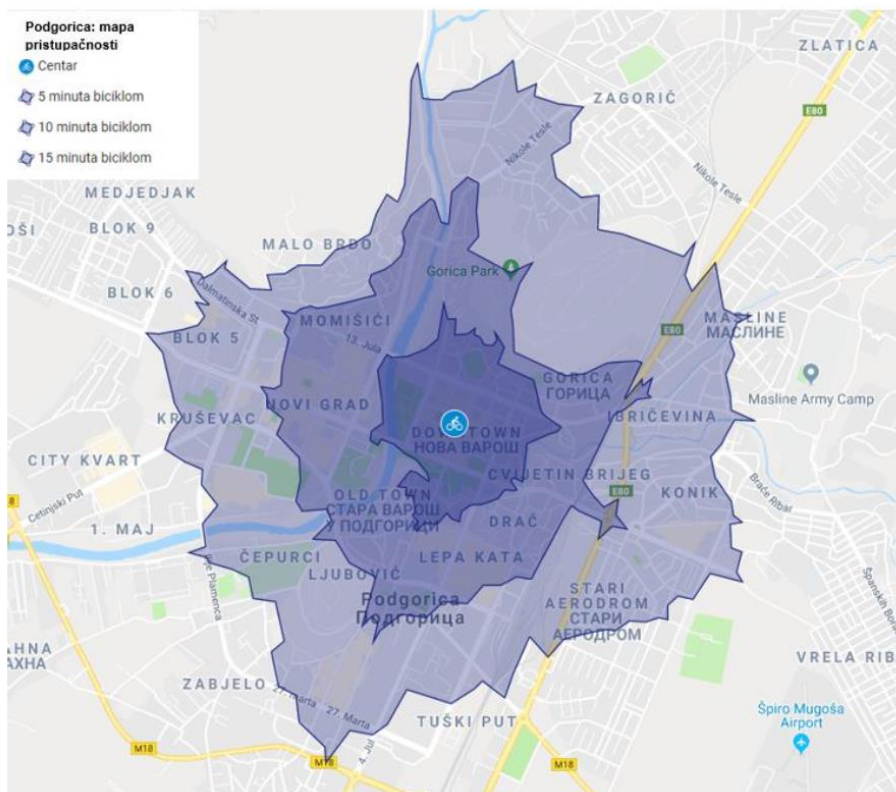 Podgorica: mapa
pristupačnosti
Centar
5 minuta biciklom
10 minuta biciklom
15 minuta biciklom
ZLATICA
ZAGORIČ
E80
Nikole Tesle
Nikole Tesle
MEDJEDJAK
BLOK 9
MALO BRDO
Gorica Park
BLOK 6
Dalmatinska St.
MOMIŠIĆI
MASLINE
МАСЛИНЕ
E80
BLOK 5
13. Jula
GORICA
ГОРИЦА
Masline Army Camp
KRUŠEVAC
NOVI GRAD
IBRIČEVINA
DOWNTOWN
НОВА ВАРОШ
CITY KVART
CVIJETIN BRIJEG
Cetinjski Put
M18
OLD TOWN
СТАРА ВАРОШ
У ПОДГОРИЦИ
E80
KONIK
Braće Ribar
1. MAJ
DRAČ
ČEPURCI
LEPA KATA
LJUBOVIĆ
Podgorica
Подгорица
STARI
AERODROM
СТАРИ
АЕРОДРОМ
VRELA RIB
ZABJELO
27. Marta
27. Marta
TUŠKI PUT
Špiro Mugoša
Airport
M18
M18
4. Jul